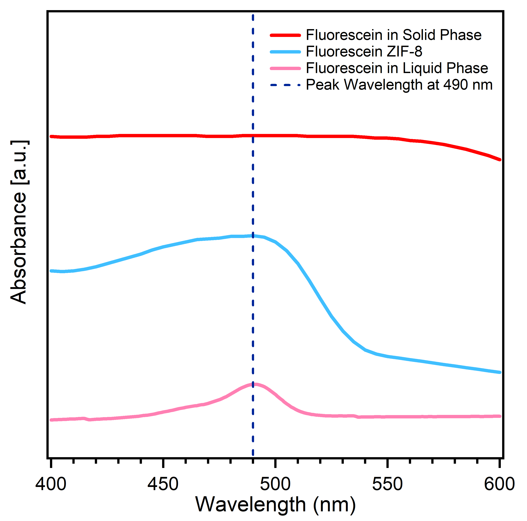 Fluorescein in Solid Phase
Fluorescein ZIF-8
Fluorescein in Liquid Phase
Peak Wavelength at 490 nm
Absorbance [a.u.]
400 450 500 550 600
Wavelength (nm)